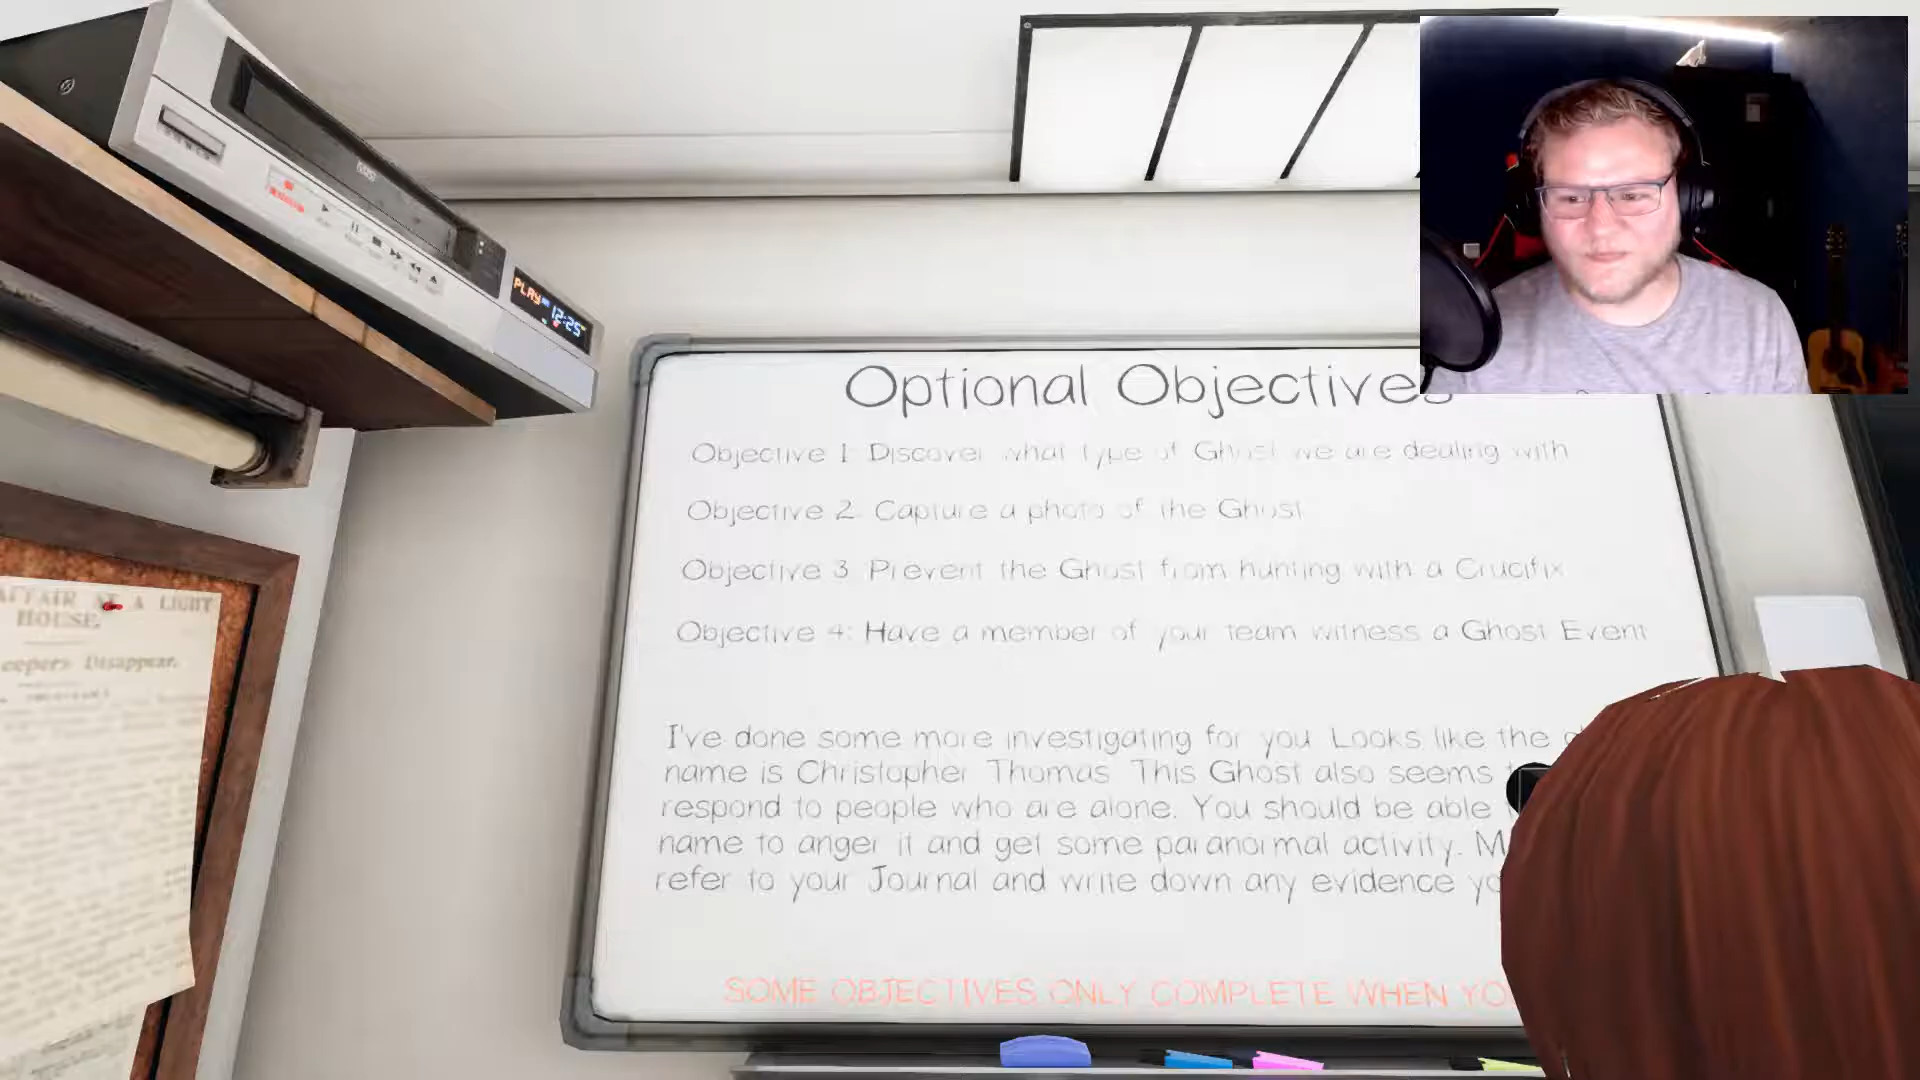 PLAY
12:25
Optional Objectives
Objective 1: Discover what type of Ghost we are dealing with
Objective 2: Capture a photo of the Ghost
Objective 3: Prevent the Ghost from hunting with a Crucifix
Objective 4: Have a member of your team witness a Ghost Event
I've done some more investigating for you. Looks like the
name is Christopher Thomas. This Ghost also seems
respond to people who are alone. You should be able
name to anger it and get some paranormal activity.
refer to your Journal and write down any evidence
SOME OBJECTIVES ONLY COMPLETE WHEN
AFFAIR AT A LIGHT
HOUSE.
eepers Disappear.